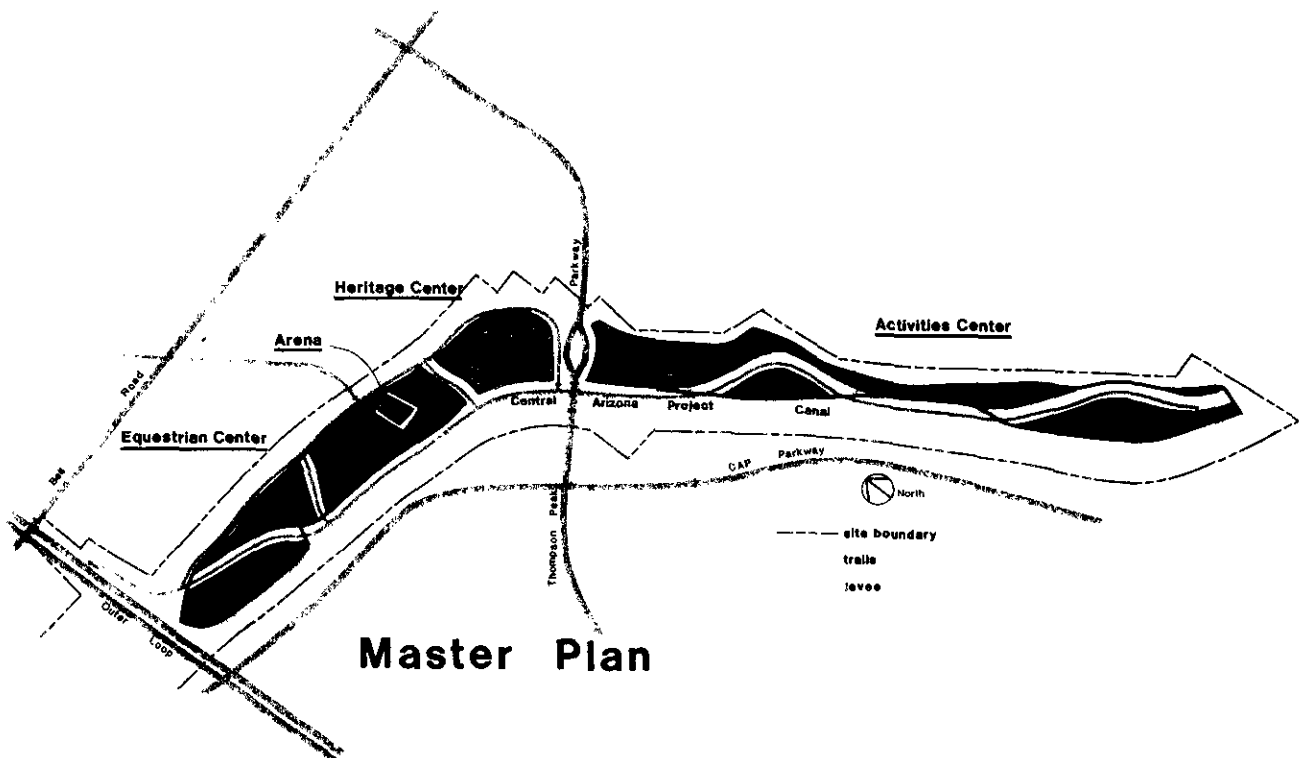 Parkway
Heritage Center
Activities Center
Arena
Road
Equestrian Center
Bell
Central Arizona Project Canal
CAP Parkway
North
Thompson Peak
site boundary
trails
levee
Outer Loop
Master Plan